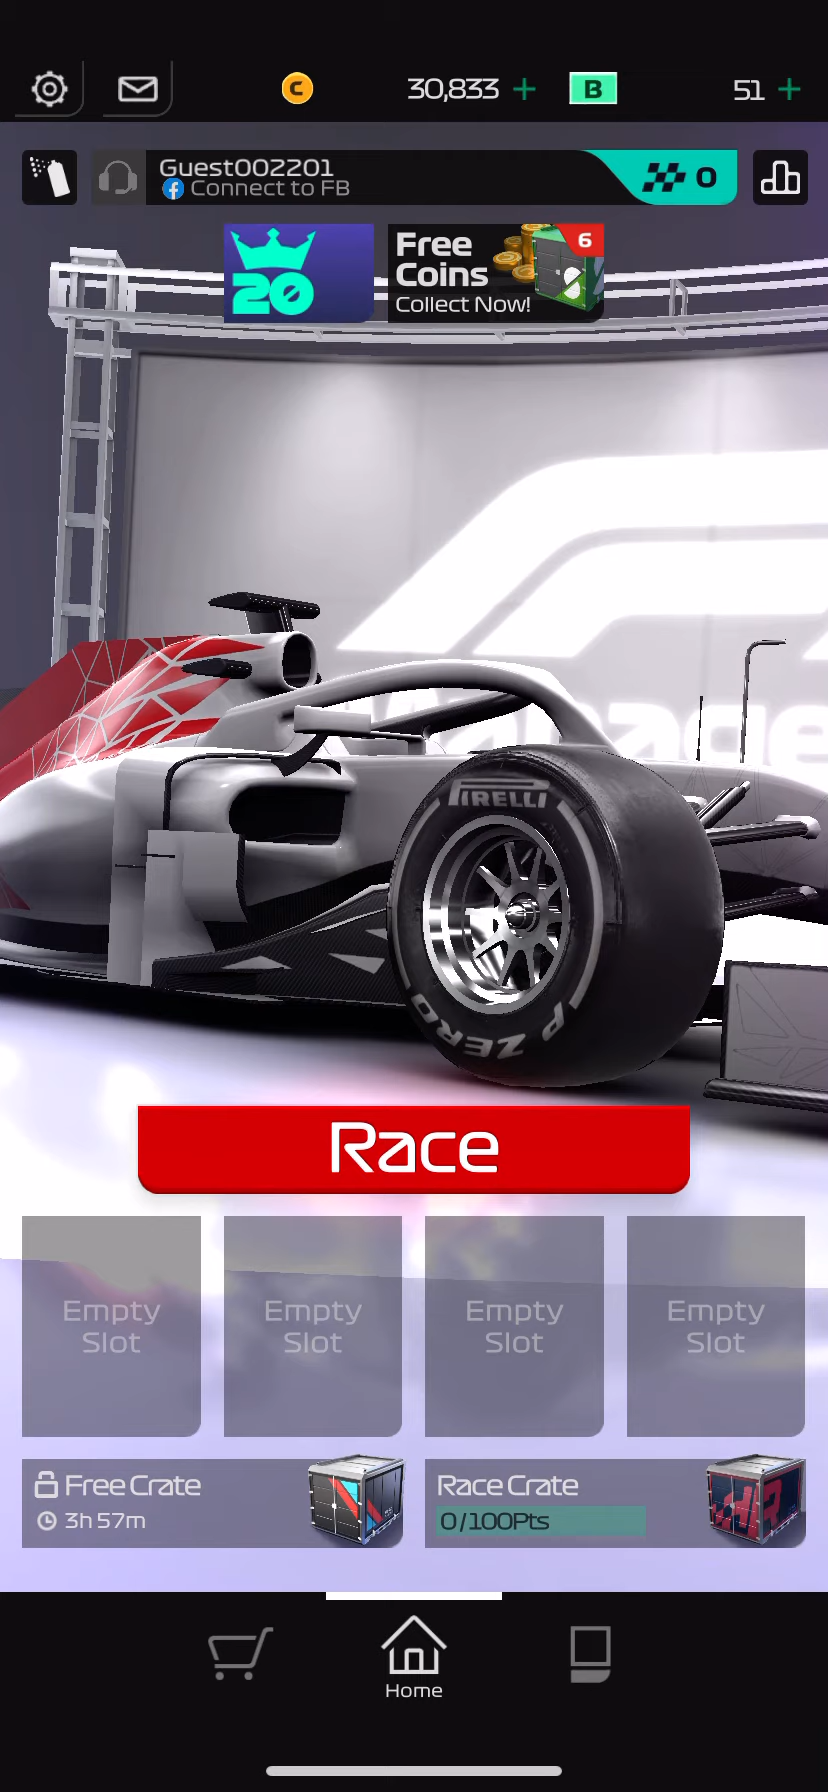 C
30,833
B
51
Guest002201
Connect to FB
0
20
Free
Coins
Collect Now!
6
PIRELLI
P ZERO
Race
Empty
Slot
Empty
Slot
Empty
Slot
Empty
Slot
Free Crate
3h 57m
Race Crate
0/100Pts
Home